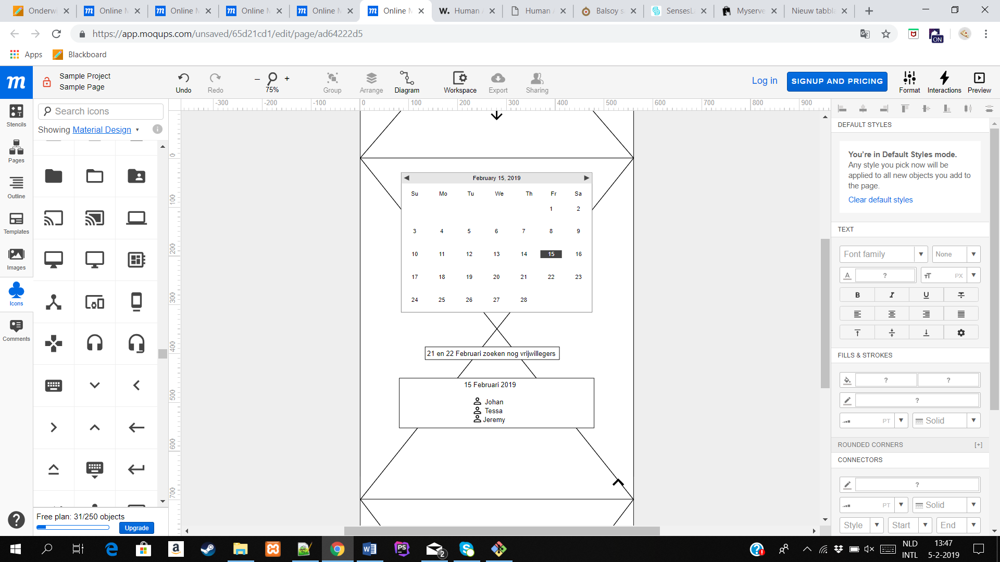 Onderwi
Online M
Online M
Online M
Online M
Online M
W. Human A
Human A
Balsoy s
SensesLa
Myserve
Nieuw tabbla
https://app.moqups.com/unsaved/65d21cd1/edit/page/ad64222d5
ON
Apps
Blackboard
m
Sample Project
Sample Page
Undo
Redo
– 75% +
Group
Arrange
Diagram
Workspace
Export
Sharing
Log in
SIGNUP AND PRICING
Format
Interactions
Preview
Stencils
Pages
Outline
Templates
Images
Icons
Comments
Search icons
Showing Material Design
-300 -200 -100 0 100 200 300 400 500 600 700 800 900
0
100
200
300
400
500
600
700
February 15, 2019
Su Mo Tu We Th Fr Sa
1 2
3 4 5 6 7 8 9
10 11 12 13 14 15 16
17 18 19 20 21 22 23
24 25 26 27 28
21 en 22 Februari zoeken nog vrijwillegers
15 Februari 2019
Johan
Tessa
Jeremy
DEFAULT STYLES
You're in Default Styles mode.
Any style you pick now will be
applied to all new objects you add to
the page.
Clear default styles
TEXT
Font family
None
A ?
TT PX
B I U
FILLS & STROKES
? ?
?
PT
Solid
ROUNDED CORNERS [+]
CONNECTORS
?
PT
Solid
Style Start End
Free plan: 31/250 objects
Upgrade
PS
2
NLD
INTL
13:47
5-2-2019